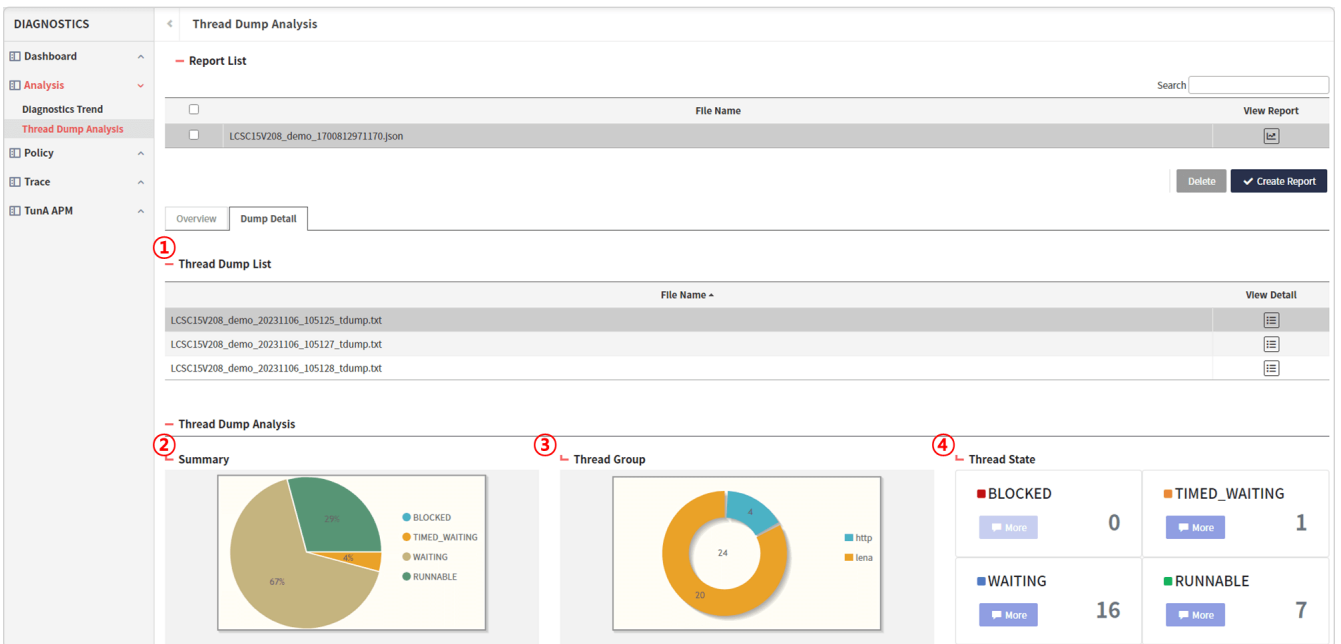 DIAGNOSTICS
Dashboard
Analysis
Diagnostics Trend
Thread Dump Analysis
Policy
Trace
TunA APM
Thread Dump Analysis
Report List
Search
File Name View Report
LCSC15V208_demo_1700812971170.json
Delete Create Report
Overview Dump Detail
①
Thread Dump List
File Name View Detail
LCSC15V208_demo_20231106_105125_tdump.txt
LCSC15V208_demo_20231106_105127_tdump.txt
LCSC15V208_demo_20231106_105128_tdump.txt
Thread Dump Analysis
②
Summary
29%
4%
67%
BLOCKED
TIMED_WAITING
WAITING
RUNNABLE
③
Thread Group
4
24
20
http
lena
④
Thread State
BLOCKED
More 0
TIMED_WAITING
More 1
WAITING
More 16
RUNNABLE
More 7